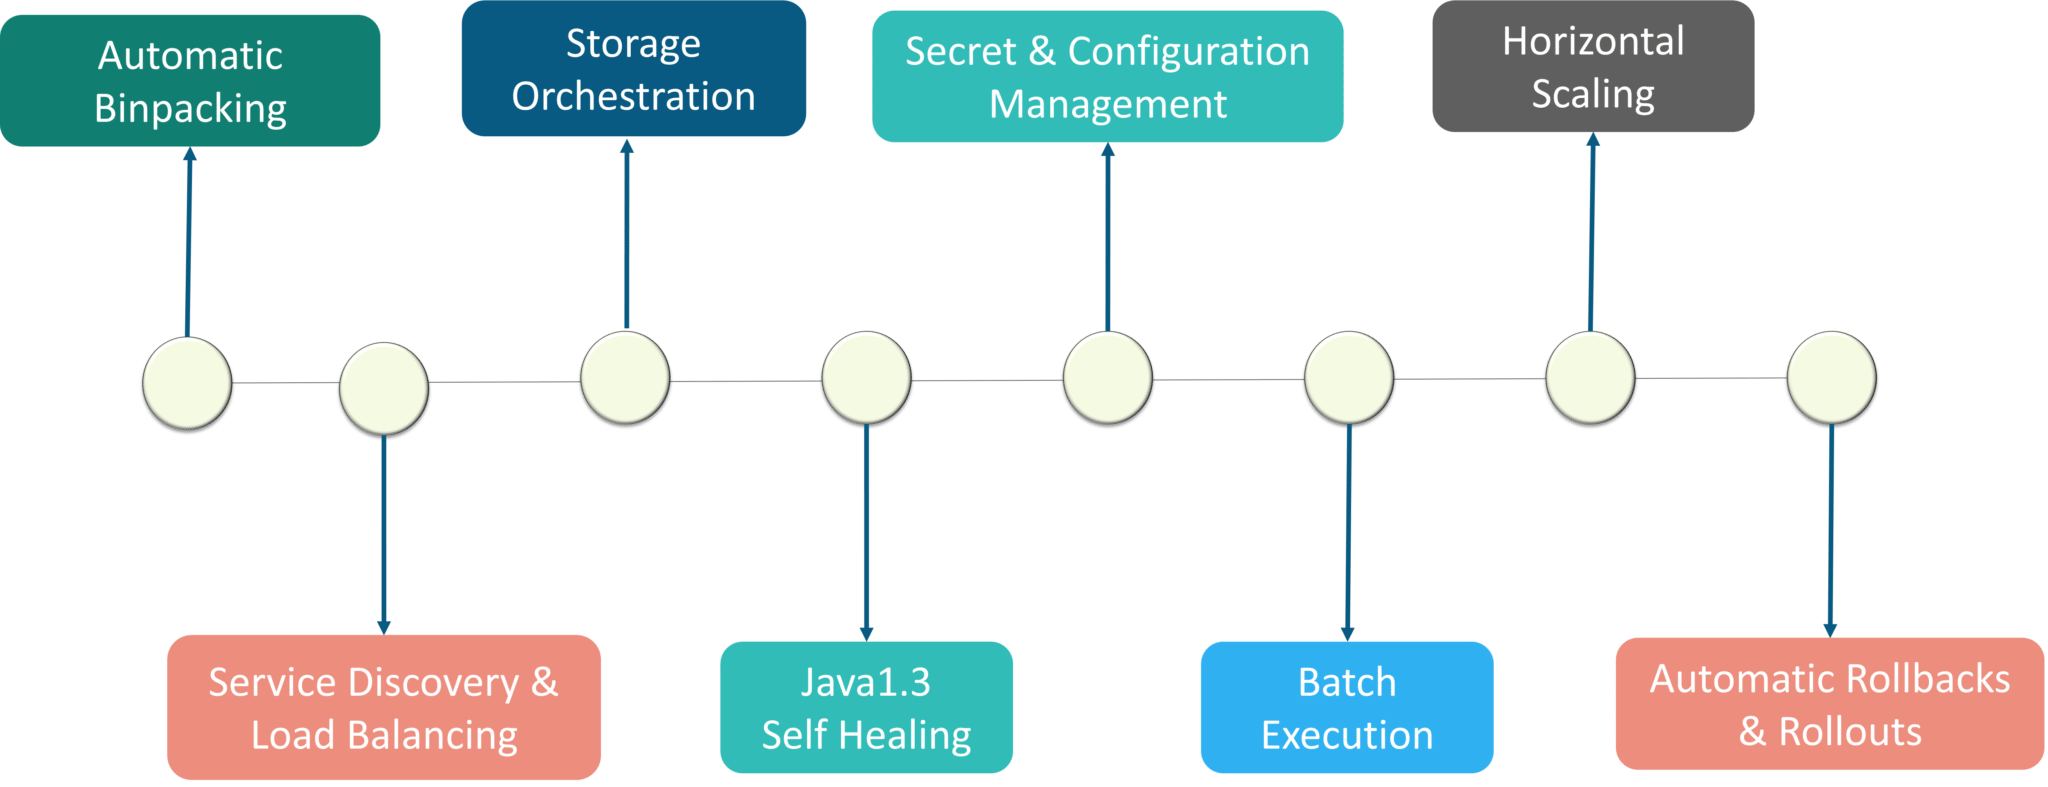 Automatic
Binpacking
Storage
Orchestration
Secret & Configuration
Management
Horizontal
Scaling
Service Discovery &
Load Balancing
Java1.3
Self Healing
Batch
Execution
Automatic Rollbacks
& Rollouts